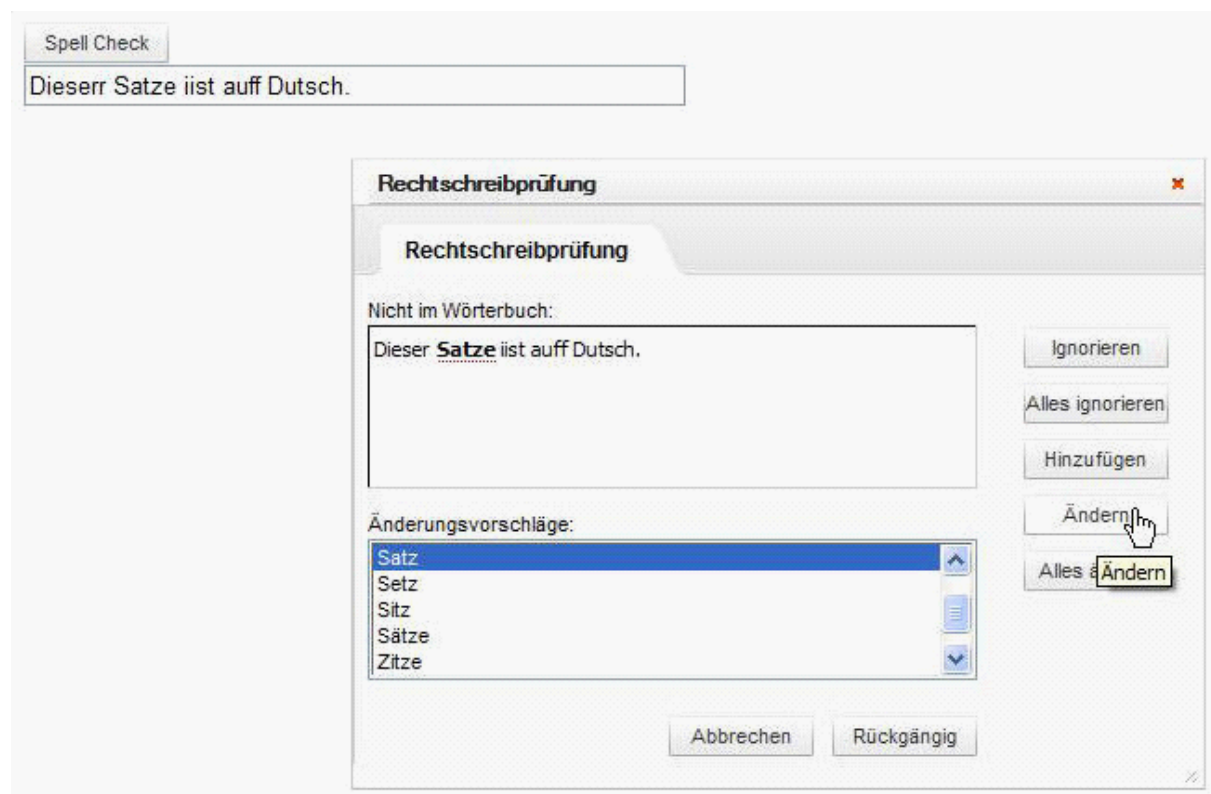 Spell Check
Dieserr Satze iist auff Dutsch.
Rechtschreibprüfung
Rechtschreibprüfung
Nicht im Wörterbuch:
Dieser Satze iist auff Dutsch.
Ignorieren
Alles ignorieren
Hinzufügen
Ändern
Änderungsvorschläge:
Satz
Setz
Sitz
Sätze
Zitze
Alles
Ändern
Abbrechen
Rückgängig